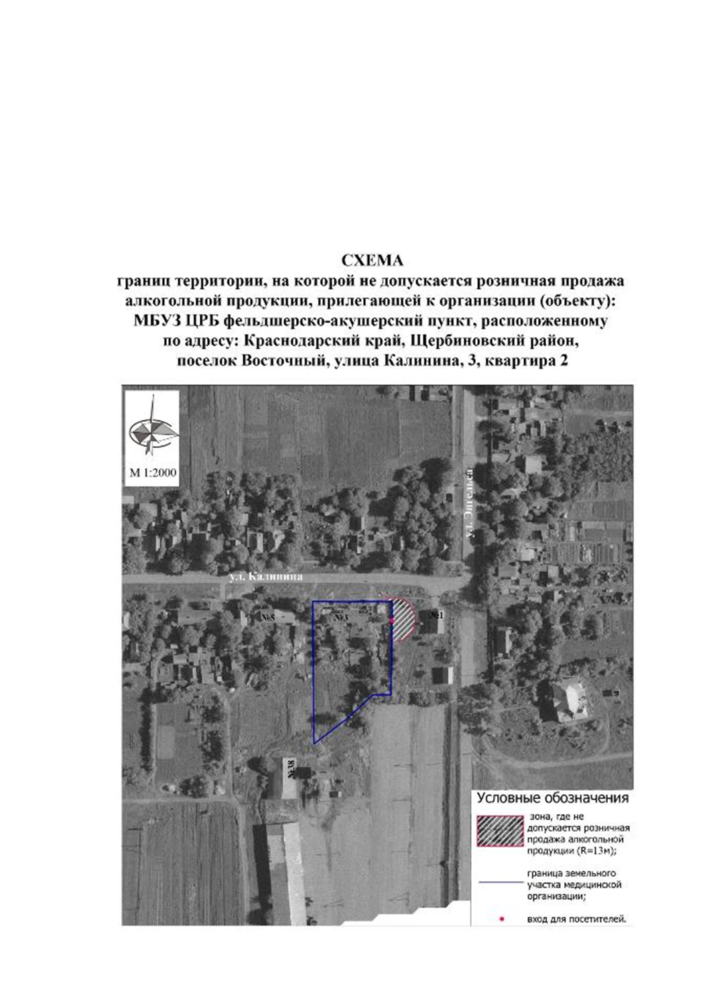 СХЕМА
границ территории, на которой не допускается розничная продажа
алкогольной продукции, прилегающей к организации (объекту):
МБУЗ ЦРБ фельдшерско-акушерский пункт, расположенному
по адресу: Краснодарский край, Щербиновский район,
поселок Восточный, улица Калинина, 3, квартира 2
М 1:2000
ул. Энгельса
ул. Калинина
№5
№3
№1
№38
Условные обозначения
зона, где не
допускается розничная
продажа алкогольной
продукции (R=13м);
граница земельного
участка медицинской
организации;
вход для посетителей.